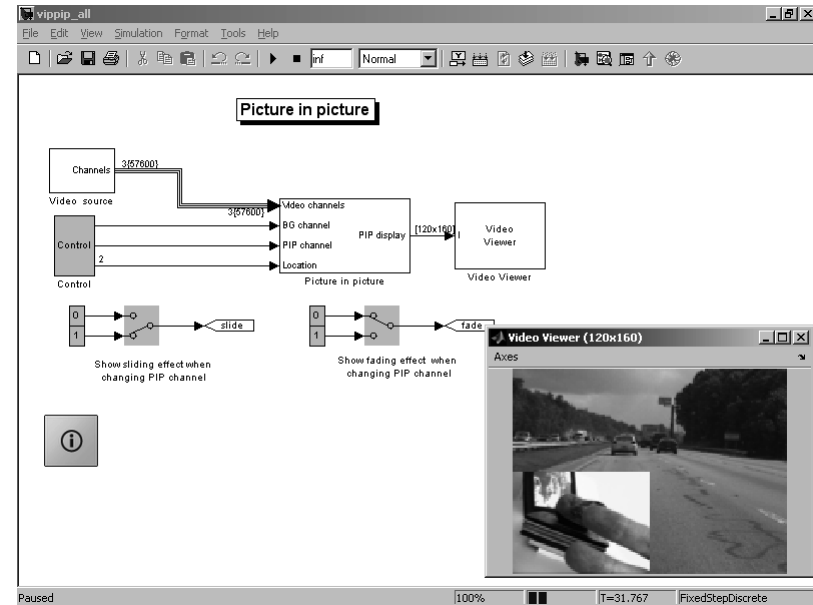 vippip_all
File Edit View Simulation Format Tools Help
inf Normal
Picture in picture
Channels
3{57600}
Video source
3{57600}
Video channels
BG channel
PIP channel
Location
PIP display
Picture in picture
[120x160]
I
Video
Viewer
Video Viewer
Control
2
Control
0
1
slide
Show sliding effect when
changing PIP channel
0
1
fade
Show fading effect when
changing PIP channel
Video Viewer (120x160)
Axes
Paused 100% T=31.767 FixedStepDiscrete